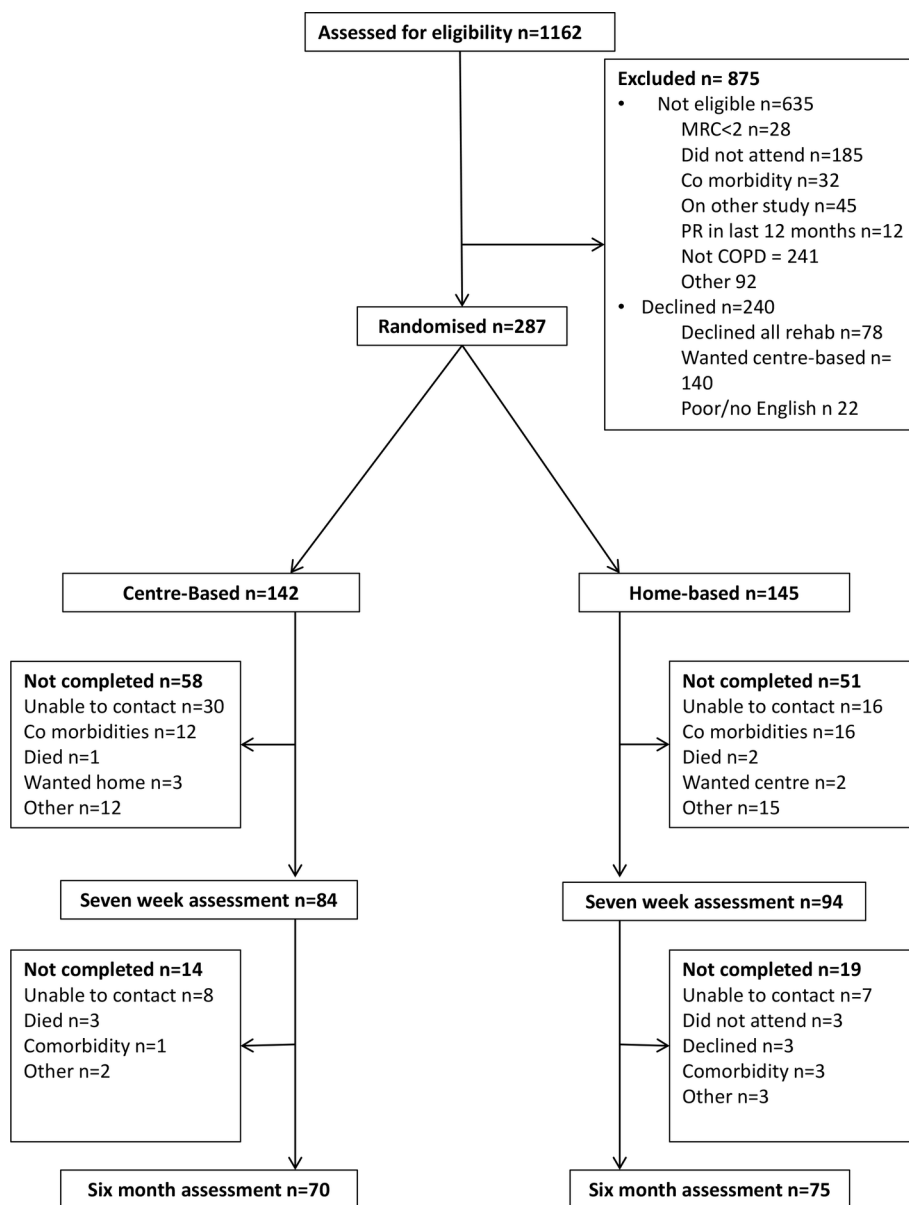 Assessed for eligibility n=1162
Excluded n= 875
• Not eligible n=635
MRC<2 n=28
Did not attend n=185
Co morbidity n=32
On other study n=45
PR in last 12 months n=12
Not COPD = 241
Other 92
• Declined n=240
Declined all rehab n=78
Wanted centre-based n=
140
Poor/no English n 22
Randomised n=287
Centre-Based n=142
Home-based n=145
Not completed n=58
Unable to contact n=30
Co morbidities n=12
Died n=1
Wanted home n=3
Other n=12
Not completed n=51
Unable to contact n=16
Co morbidities n=16
Died n=2
Wanted centre n=2
Other n=15
Seven week assessment n=84
Seven week assessment n=94
Not completed n=14
Unable to contact n=8
Died n=3
Comorbidity n=1
Other n=2
Not completed n=19
Unable to contact n=7
Did not attend n=3
Declined n=3
Comorbidity n=3
Other n=3
Six month assessment n=70
Six month assessment n=75